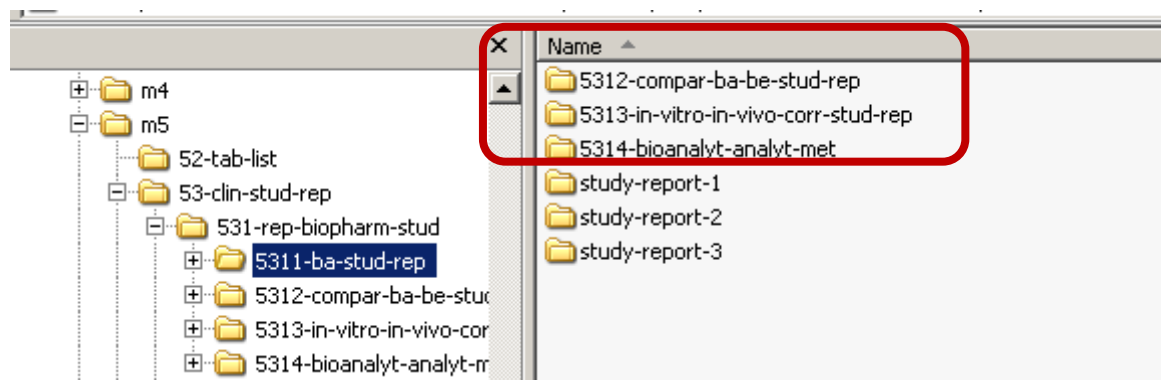 Name
m4
m5
52-tab-list
53-clin-stud-rep
531-rep-biopharm-stud
5311-ba-stud-rep
5312-compar-ba-be-stud
5313-in-vitro-in-vivo-cor
5314-bioanalyt-analyt-m
5312-compar-ba-be-stud-rep
5313-in-vitro-in-vivo-corr-stud-rep
5314-bioanalyt-analyt-met
study-report-1
study-report-2
study-report-3